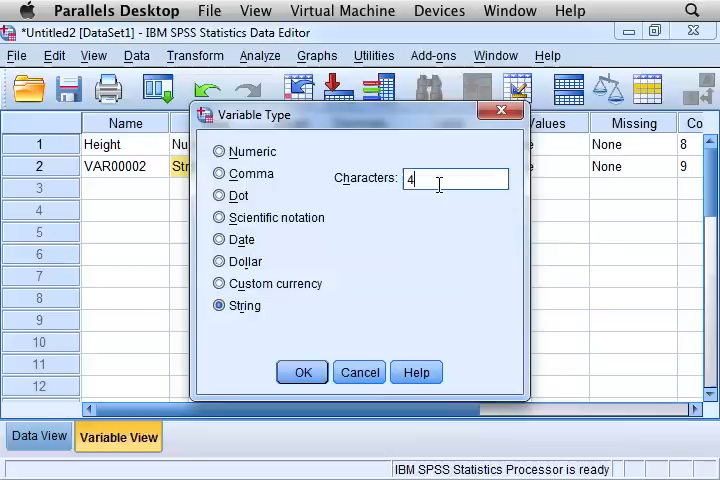 Parallels Desktop File View Virtual Machine Devices Window Help
*Untitled2 [DataSet1] - IBM SPSS Statistics Data Editor
File Edit View Data Transform Analyze Graphs Utilities Add-ons Window Help
Variable Type
Name Values Missing Co
1 Height Nu None 8
2 VAR00002 Str None 9
3
4
5
6
7
8
9
10
11
12
Numeric
Comma
Dot
Scientific notation
Date
Dollar
Custom currency
String
Characters: 4
OK Cancel Help
Data View Variable View
IBM SPSS Statistics Processor is ready